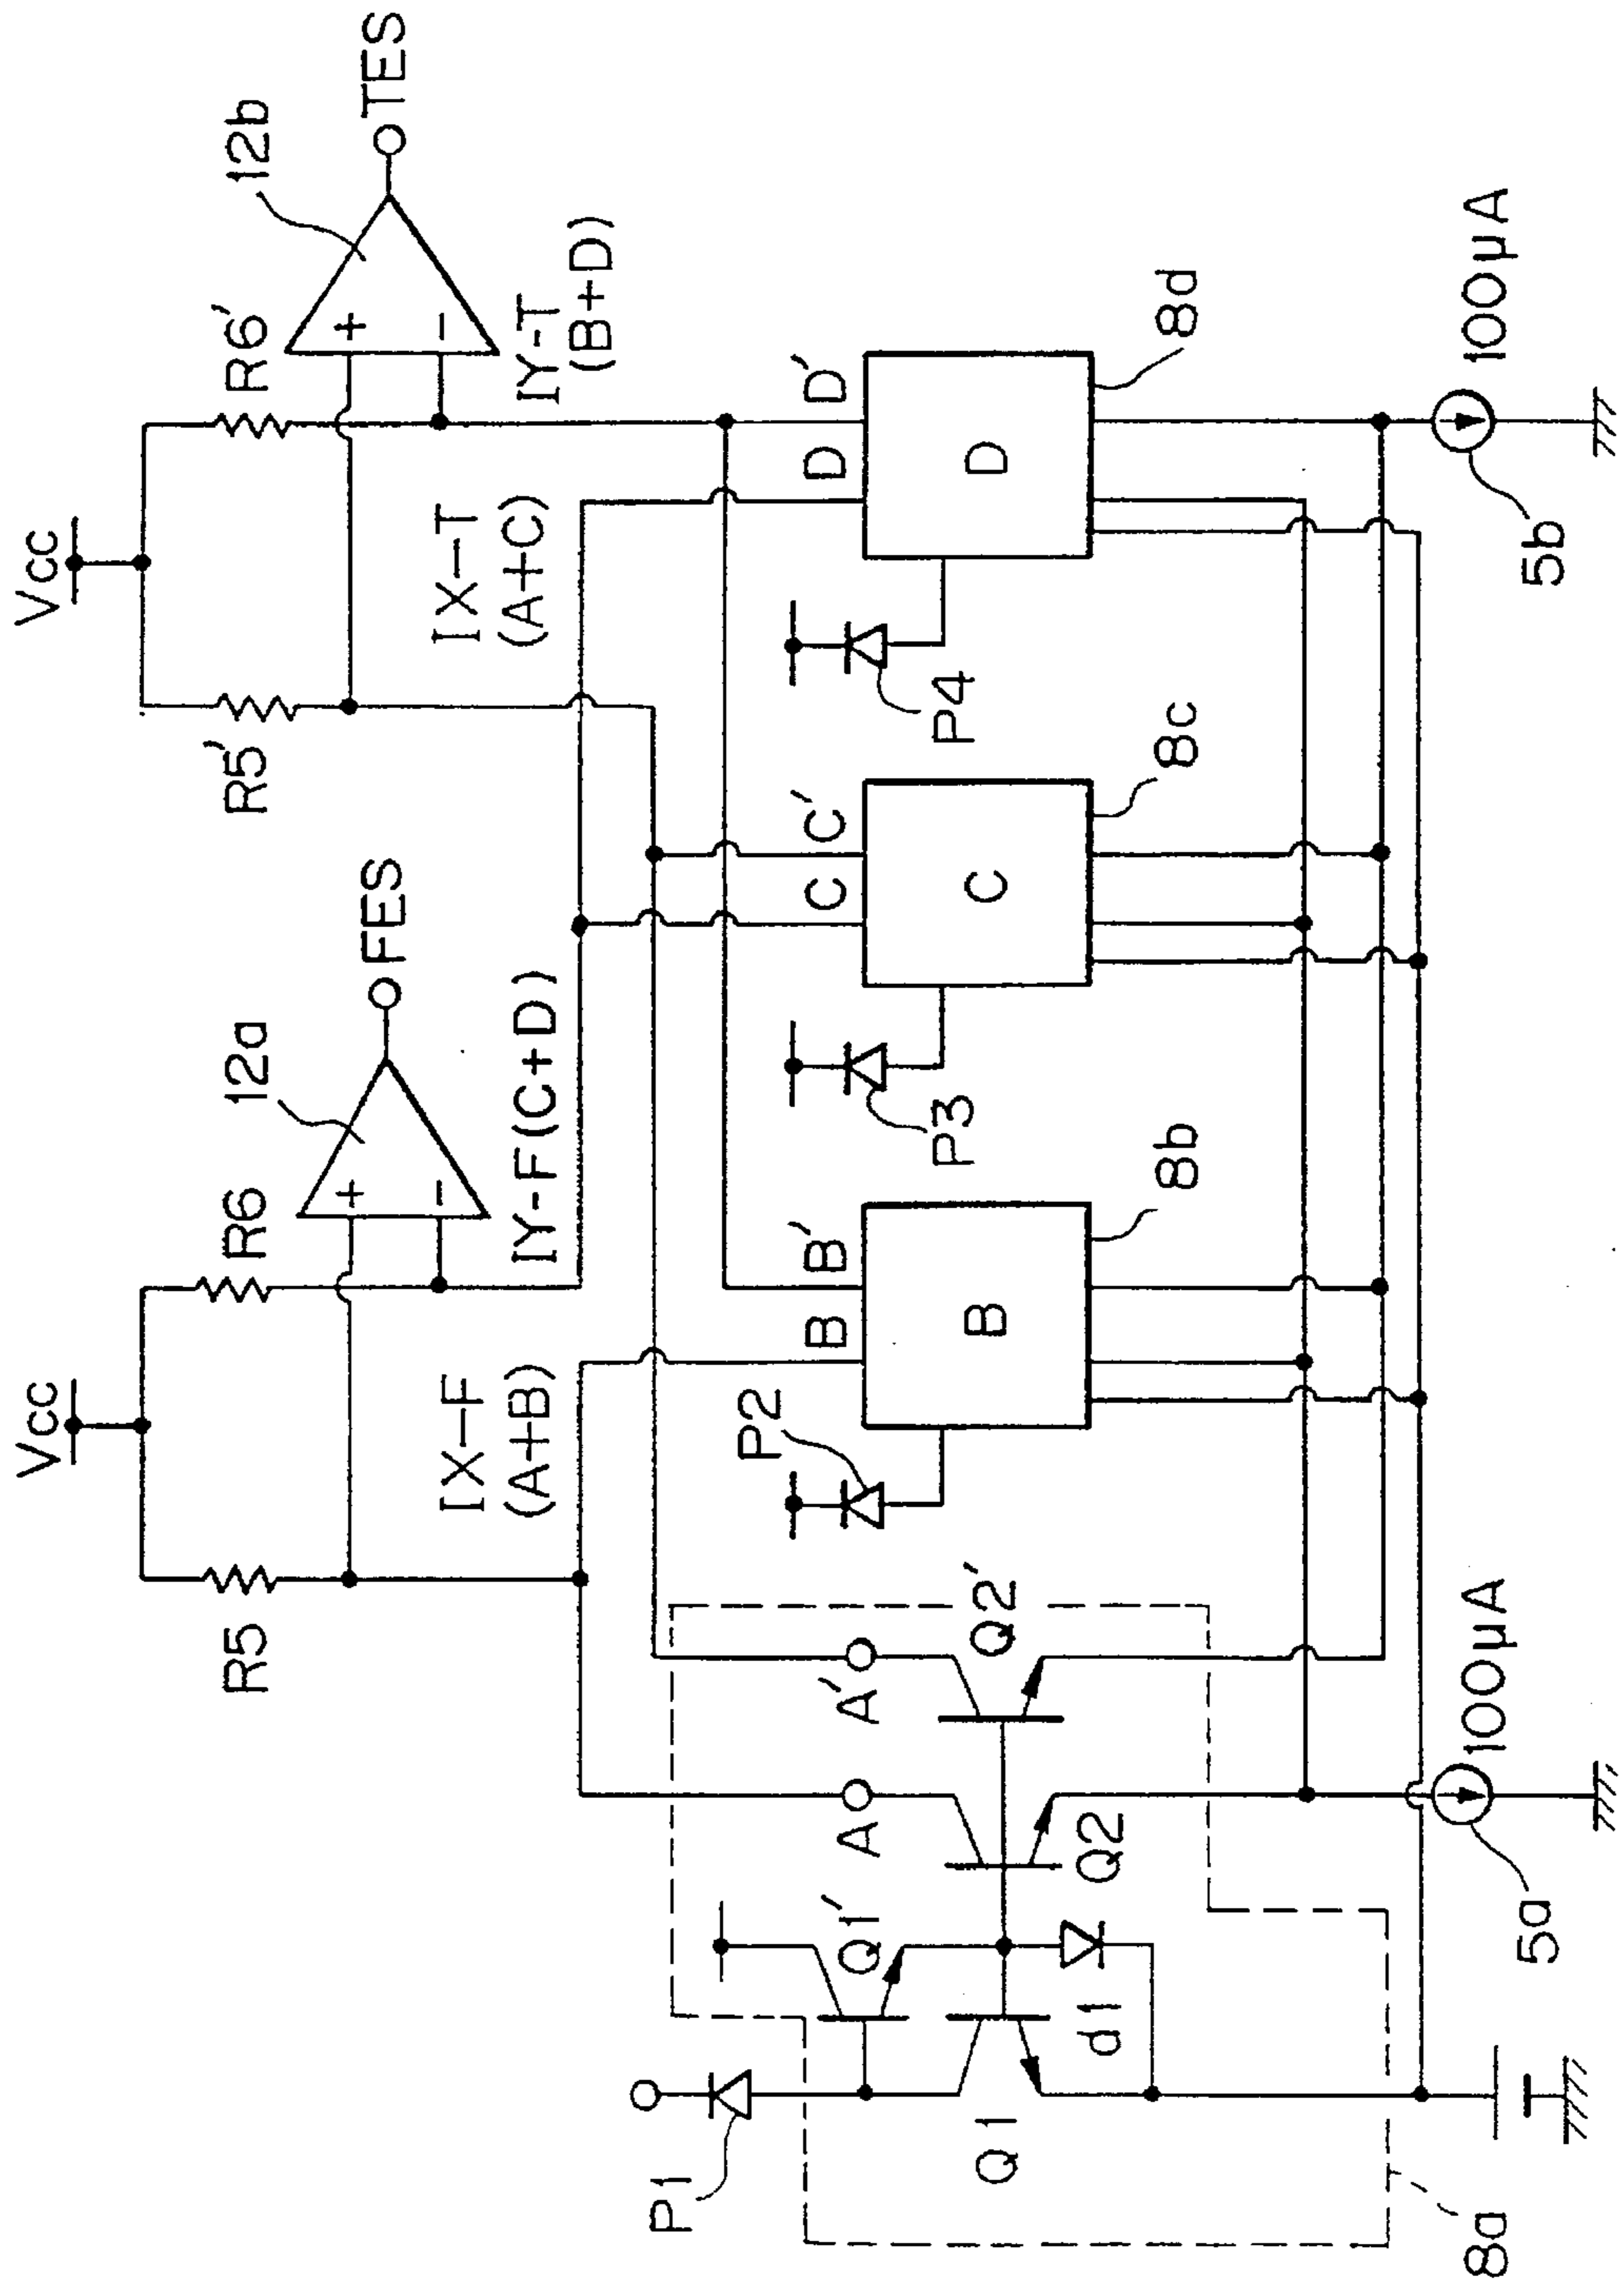 Vcc
Vcc
R5
R6
12a
FES
R5'
R6'
12b
TES
+
−
+
−
IX−F
(A+B)
IY-F(C+D)
IX−T
(A+C)
IY-T
(B+D)
P1
Q1'
A
A'
P2
B
B'
P3
C
C'
P4
D
D'
Q1
d1
Q2
Q2'
B
8b
C
8c
D
8d
8a
5a
100μA
5b
100μA